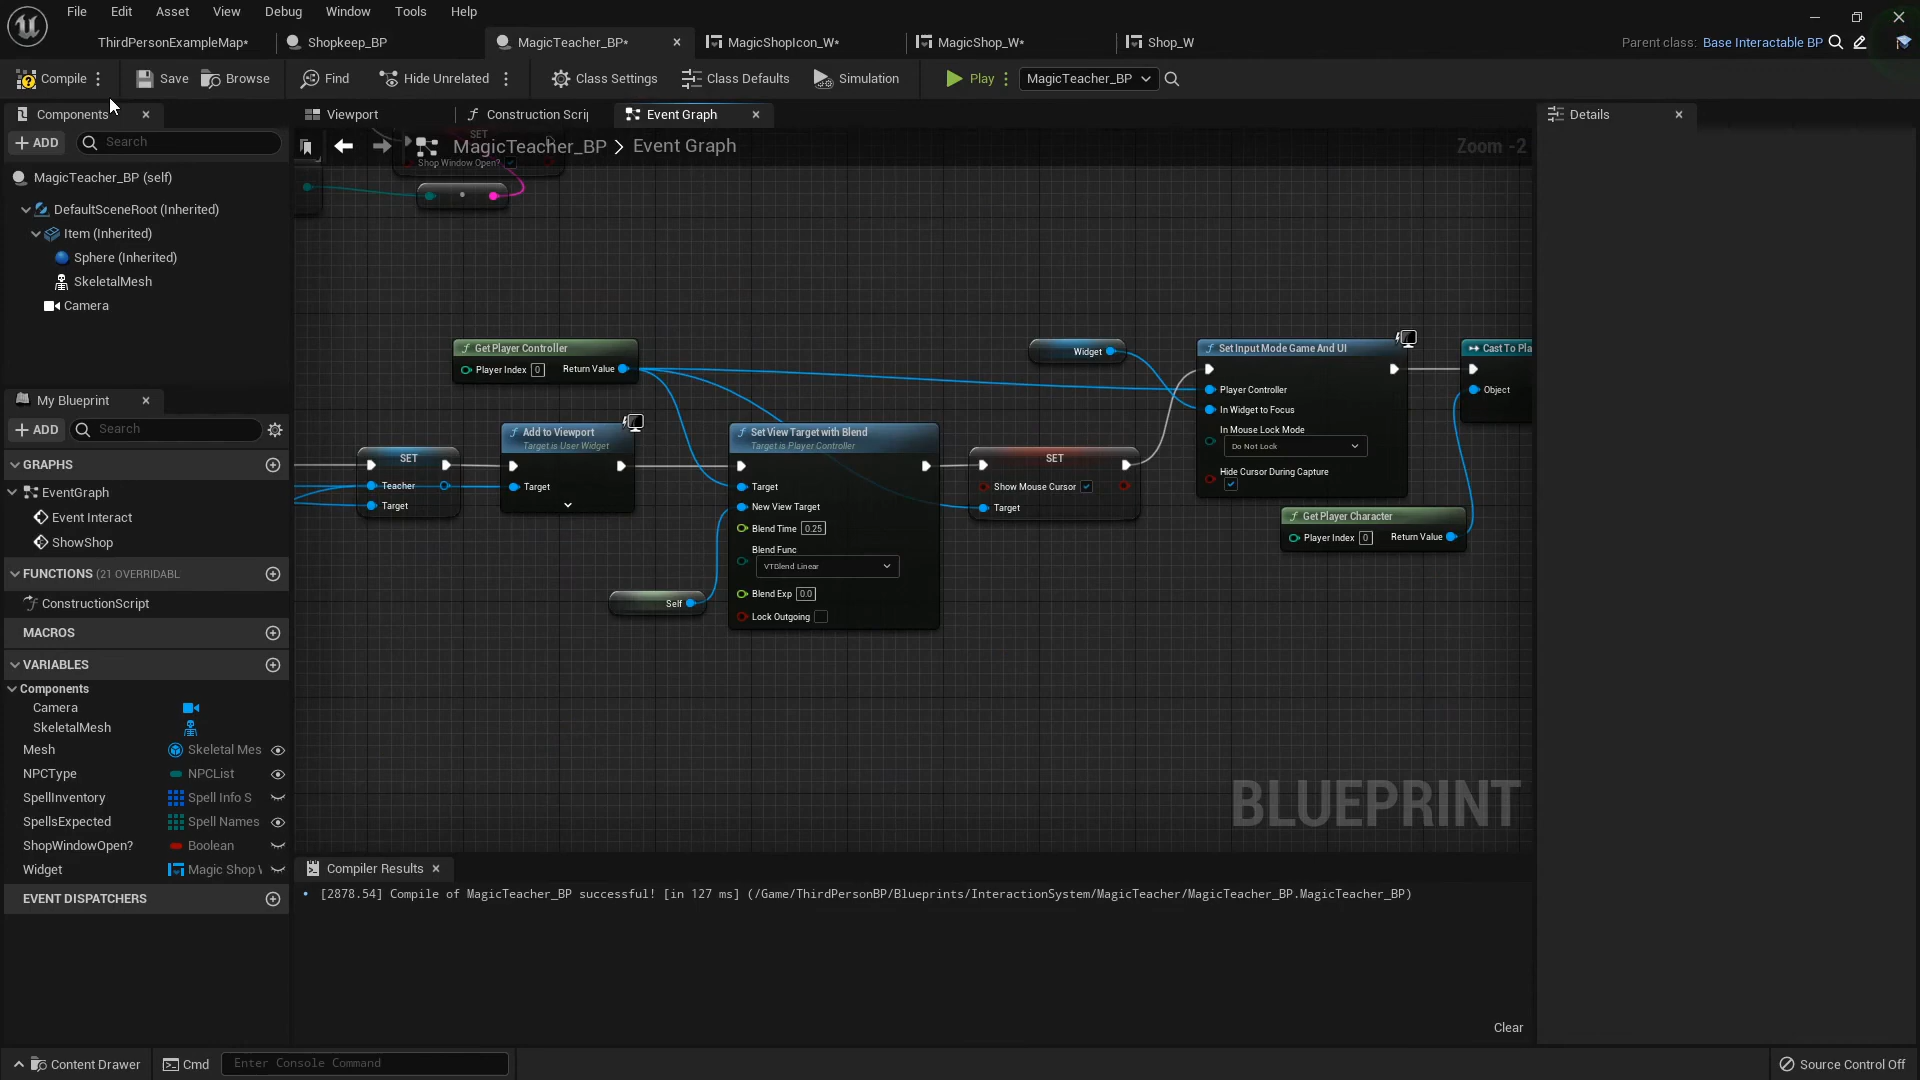 File Edit Asset View Debug Window Tools Help
ThirdPersonExampleMap* Shopkeep_BP MagicTeacher_BP* MagicShopIcon_W* MagicShop_W* Shop_W Parent class: Base Interactable BP
Compile Save Browse Find Hide Unrelated Class Settings Class Defaults Simulation Play MagicTeacher_BP
Components Viewport Construction Scrip Event Graph Details
ADD Search
MagicTeacher_BP > Event Graph Zoom -2
SET
Shop Window Open?
MagicTeacher_BP (self)
DefaultSceneRoot (Inherited)
Item (Inherited)
Sphere (Inherited)
SkeletalMesh
Camera
Get Player Controller
Player Index 0 Return Value
Widget
Set Input Mode Game And UI
Player Controller
In Widget to Focus
In Mouse Lock Mode
Do Not Lock
Hide Cursor During Capture
Cast To Pla
Object
SET
Teacher
Target
Add to Viewport
Target is User Widget
Target
Set View Target with Blend
Target is Player Controller
Target
New View Target
Blend Time 0.25
Blend Func
VTBlend Linear
Blend Exp 0.0
Lock Outgoing
SET
Show Mouse Cursor
Target
Get Player Character
Player Index 0 Return Value
Self
BLUEPRINT
My Blueprint
ADD Search
GRAPHS
EventGraph
Event Interact
ShowShop
FUNCTIONS (21 OVERRIDABL
ConstructionScript
MACROS
VARIABLES
Components
Camera
SkeletalMesh
Mesh Skeletal Mes
NPCType NPCList
SpellInventory Spell Info S
SpellsExpected Spell Names
ShopWindowOpen? Boolean
Widget Magic Shop
EVENT DISPATCHERS
Compiler Results
[2878.54] Compile of MagicTeacher_BP successful! [in 127 ms] (/Game/ThirdPersonBP/Blueprints/InteractionSystem/MagicTeacher/MagicTeacher_BP.MagicTeacher_BP)
Clear
Content Drawer Cmd Enter Console Command Source Control Off